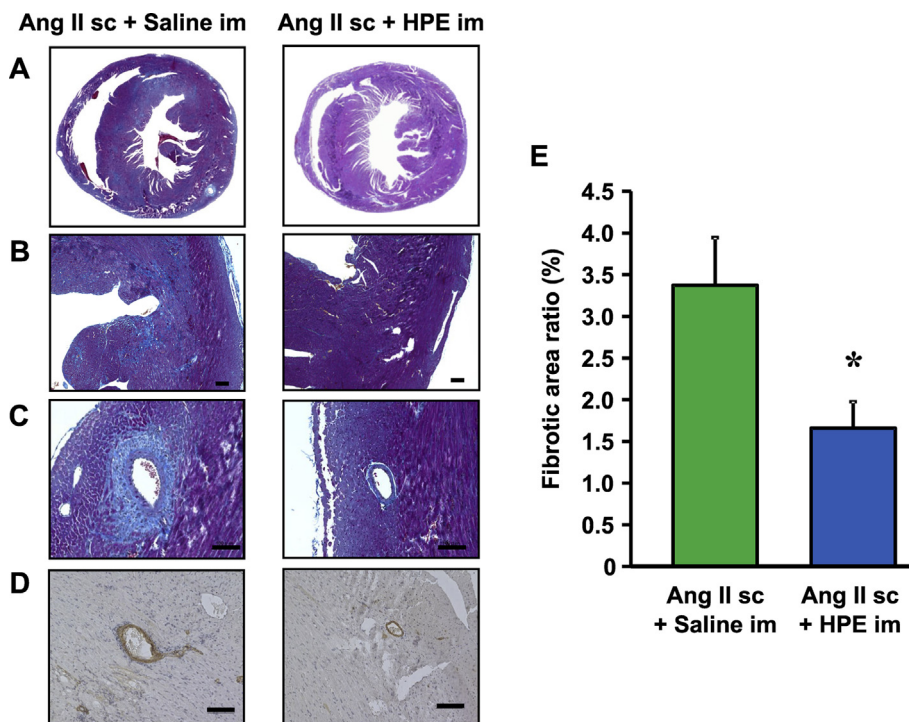 Ang II sc + Saline im
Ang II sc + HPE im
A
B
C
D
E
Fibrotic area ratio (%)
4.5
4.0
3.5
3.0
2.5
2.0
1.5
1.0
0.5
0
*
Ang II sc
+ Saline im
Ang II sc
+ HPE im